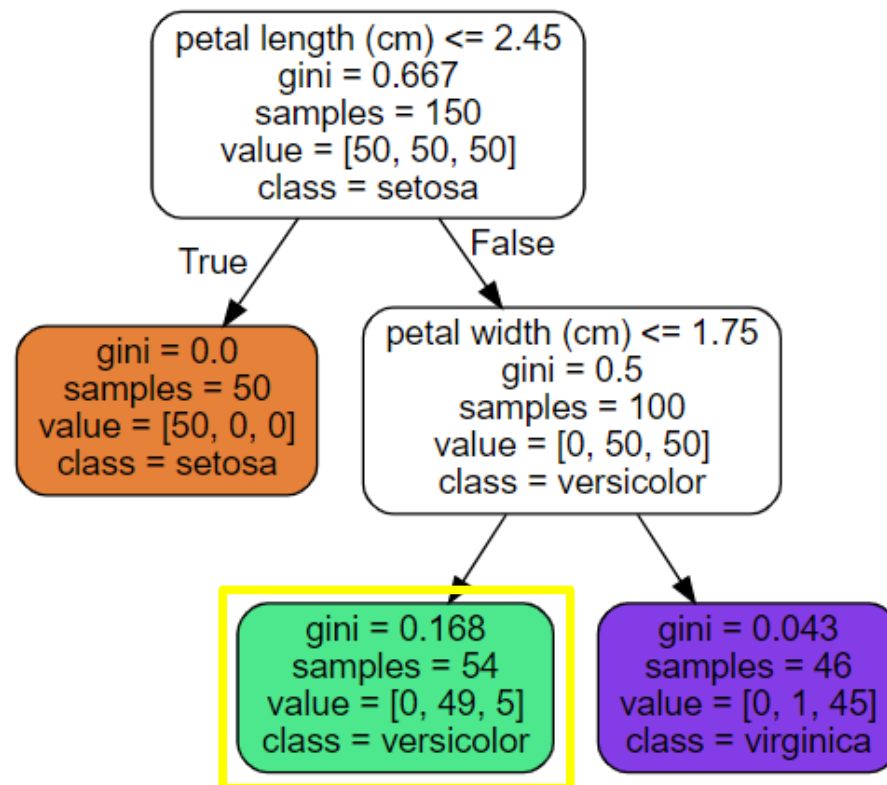 petal length (cm) <= 2.45
gini = 0.667
samples = 150
value = [50, 50, 50]
class = setosa
True
False
gini = 0.0
samples = 50
value = [50, 0, 0]
class = setosa
petal width (cm) <= 1.75
gini = 0.5
samples = 100
value = [0, 50, 50]
class = versicolor
gini = 0.168
samples = 54
value = [0, 49, 5]
class = versicolor
gini = 0.043
samples = 46
value = [0, 1, 45]
class = virginica